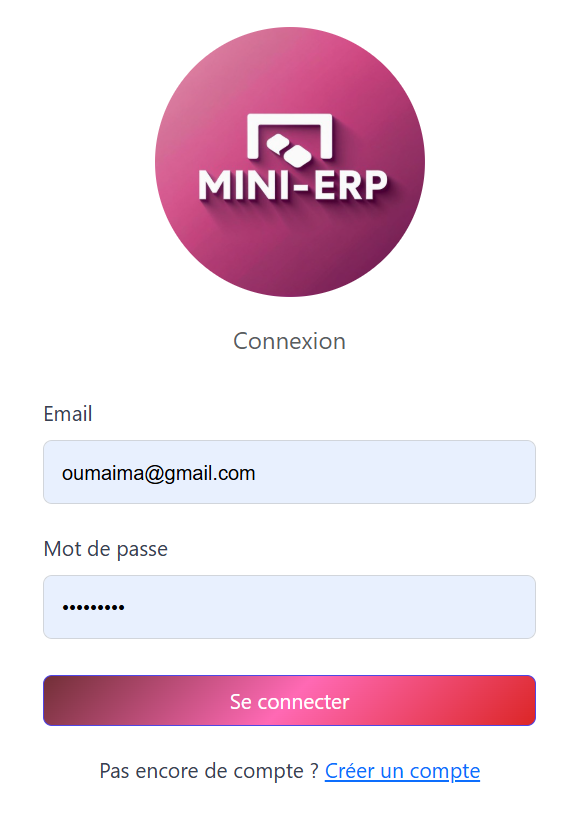 MINI-ERP
Connexion
Email
oumaima@gmail.com
Mot de passe
•••••••••
Se connecter
Pas encore de compte ? Créer un compte